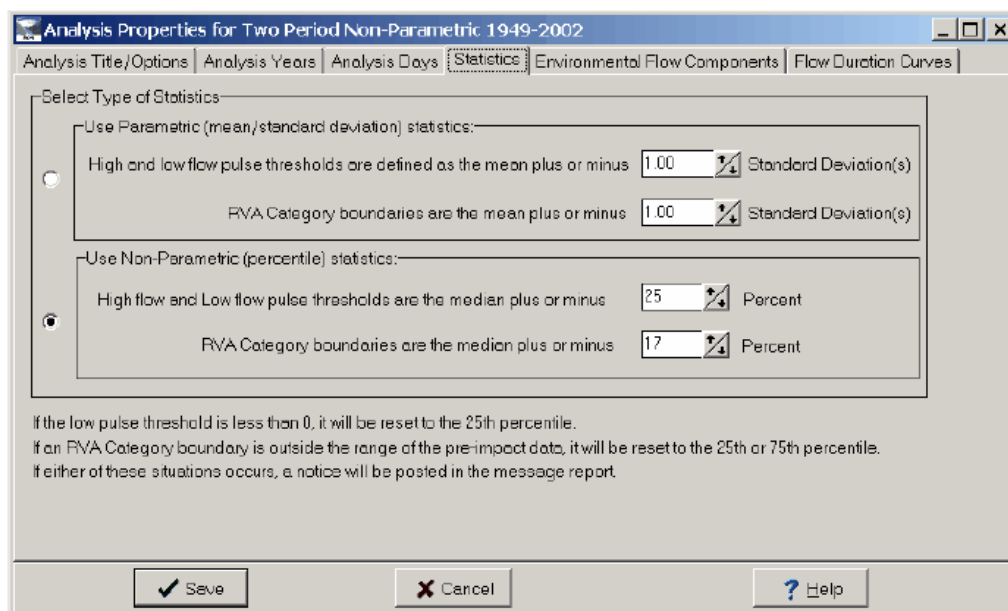 Analysis Properties for Two Period Non-Parametric 1949-2002
Analysis Title/Options Analysis Years Analysis Days Statistics Environmental Flow Components Flow Duration Curves
Select Type of Statistics
Use Parametric (mean/standard deviation) statistics:
High and low flow pulse thresholds are defined as the mean plus or minus 1.00 Standard Deviation(s)
RVA Category boundaries are the mean plus or minus 1.00 Standard Deviation(s)
Use Non-Parametric (percentile) statistics:
High flow and Low flow pulse thresholds are the median plus or minus 25 Percent
RVA Category boundaries are the median plus or minus 17 Percent
If the low pulse threshold is less than 0, it will be reset to the 25th percentile.
If an RVA Category boundary is outside the range of the pre-impact data, it will be reset to the 25th or 75th percentile.
If either of these situations occurs, a notice will be posted in the message report.
Save Cancel ? Help